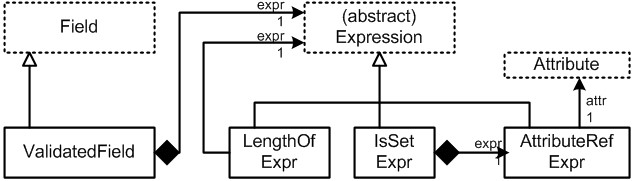 Field
expr
1
(abstract)
Expression
expr
1
Attribute
attr
1
ValidatedField
LengthOf
Expr
IsSet
Expr
expr
1
AttributeRef
Expr